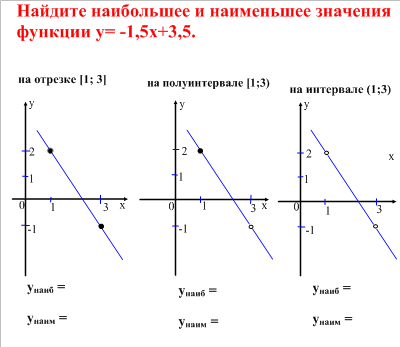 Найдите наибольшее и наименьшее значения
функции y= -1,5x+3,5.
на отрезке [1; 3]
на полуинтервале [1;3)
на интервале (1;3)
y
2
1
0
1
3
x
-1
y
2
1
0
1
3
x
-1
y
2
1
0
1
3
x
-1
yнаиб =
yнаим =
yнаиб =
yнаим =
yнаиб =
yнаим =